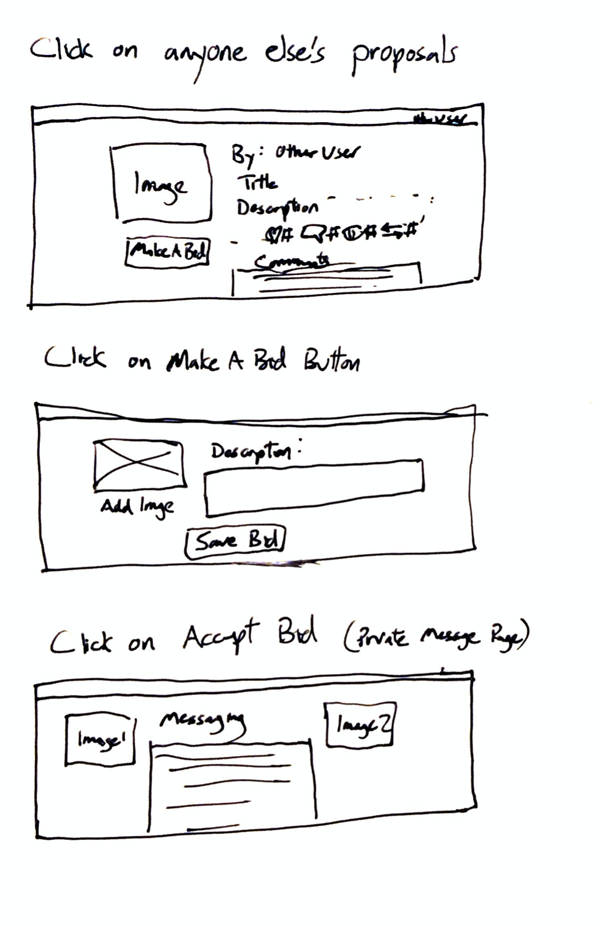 Click on anyone else's proposals
User
Image
By: Other User
Title
Description
Make A Bid
Comments
Click on Make A Bid Button
Description:
Add Image
Save Bid
Click on Accept Bid (Private Message Page)
Image1
Messaging
Image2